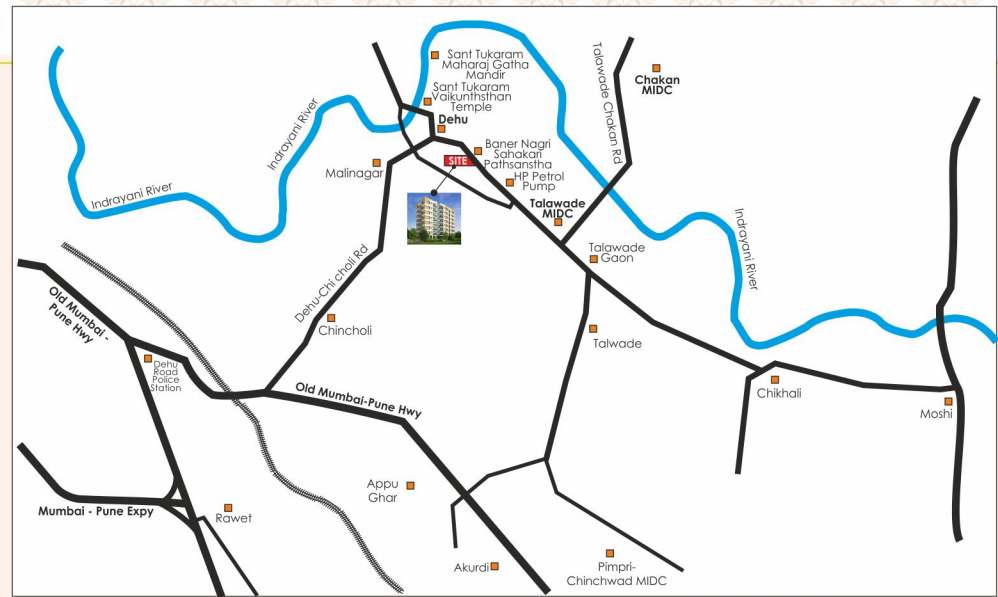 Sant Tukaram
Maharaj Gatha
Mandir
Sant Tukaram
Vaikunthsthan
Temple
Dehu
Talawade Chakan Rd
Chakan
MIDC
Indrayani River
Malinagar
SITE
Baner Nagri
Sahakari
Pathsanstha
HP Petrol
Pump
Talawade
MIDC
Indrayani River
Talawade
Gaon
Indrayani River
Old Mumbai -
Pune Hwy
Dehu-Chi choli Rd
Chincholi
Talwade
Dehu
Road
Police
Station
Old Mumbai-Pune Hwy
Chikhali
Moshi
Appu
Ghar
Mumbai - Pune Expy
Rawet
Akurdi
Pimpri-
Chinchwad MIDC